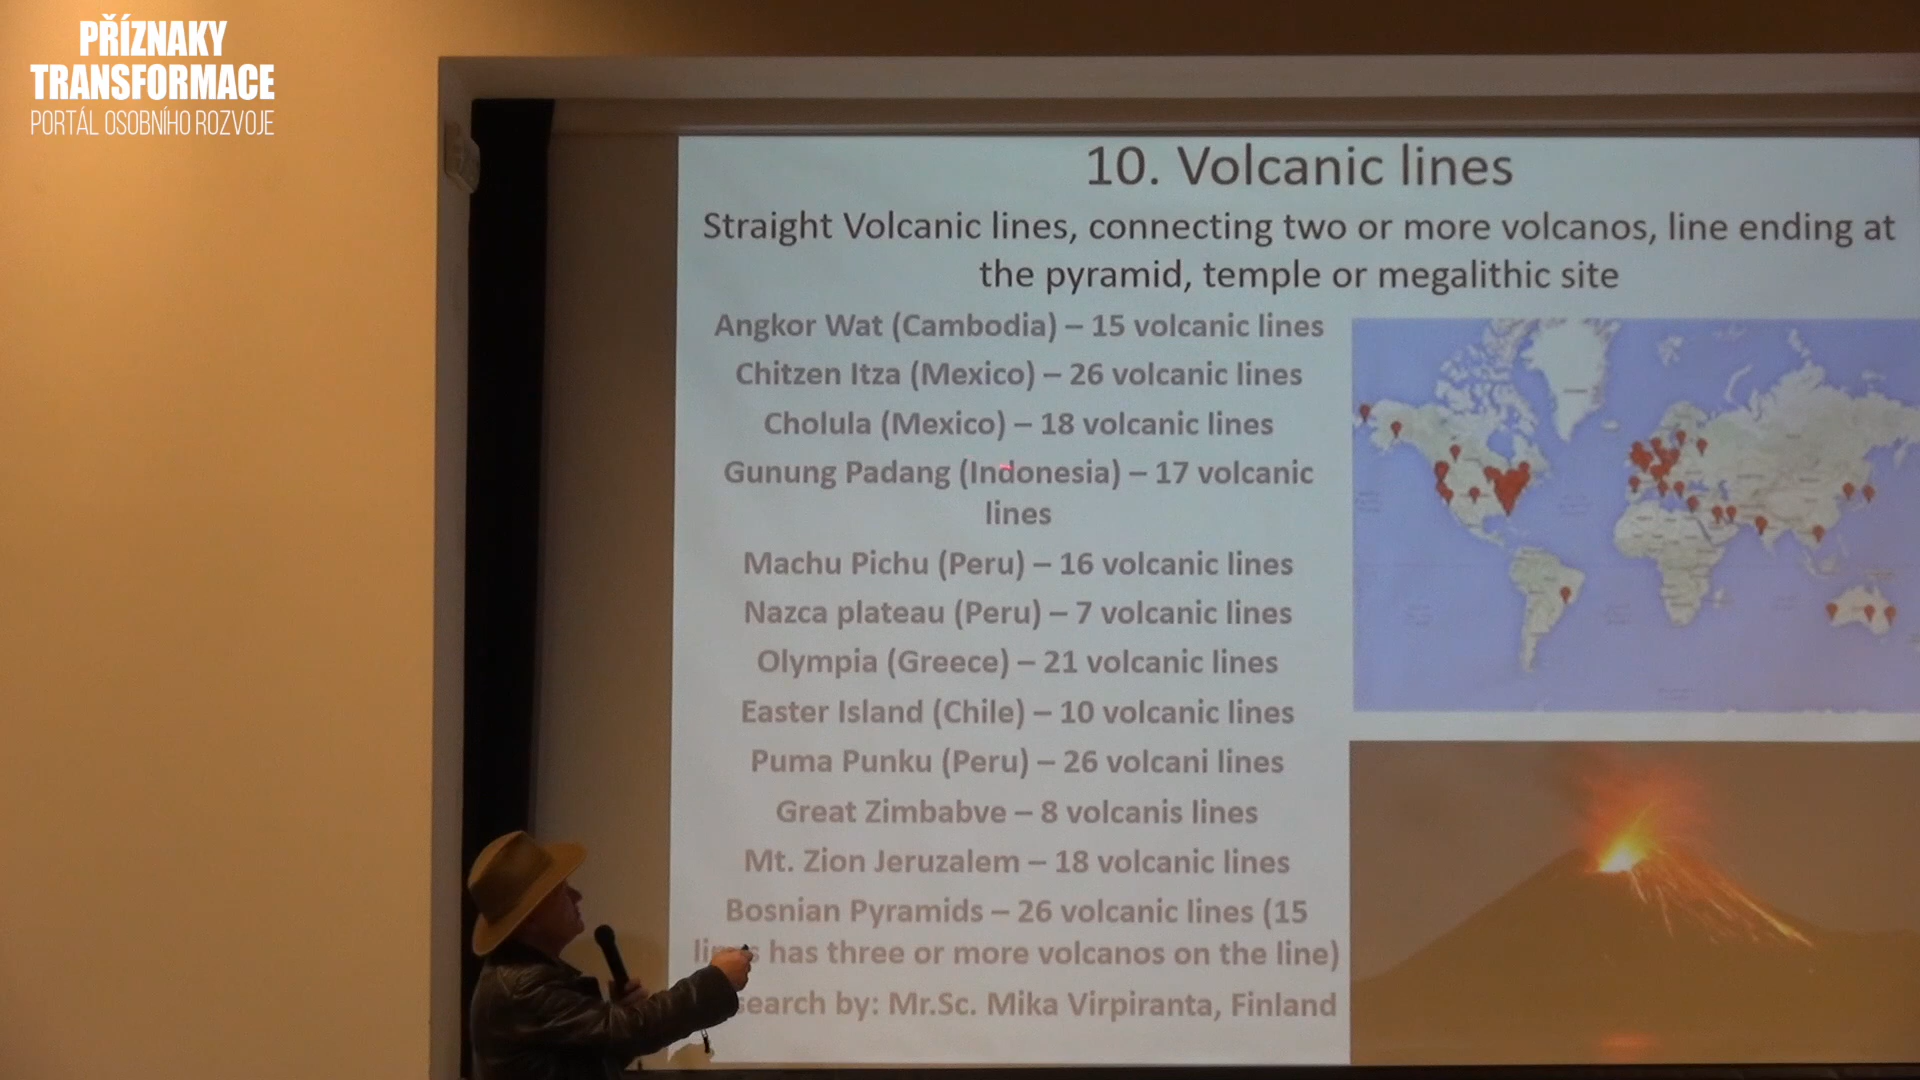 PŘÍZNAKY
TRANSFORMACE
PORTÁL OSOBNÍHO ROZVOJE
10. Volcanic lines
Straight Volcanic lines, connecting two or more volcanos, line ending at
the pyramid, temple or megalithic site
Angkor Wat (Cambodia) – 15 volcanic lines
Chitzen Itza (Mexico) – 26 volcanic lines
Cholula (Mexico) – 18 volcanic lines
Gunung Padang (Indonesia) – 17 volcanic
lines
Machu Pichu (Peru) – 16 volcanic lines
Nazca plateau (Peru) – 7 volcanic lines
Olympia (Greece) – 21 volcanic lines
Easter Island (Chile) – 10 volcanic lines
Puma Punku (Peru) – 26 volcani lines
Great Zimbabve – 8 volcanis lines
Mt. Zion Jeruzalem – 18 volcanic lines
Bosnian Pyramids – 26 volcanic lines (15
lines has three or more volcanos on the line)
search by: Mr.Sc. Mika Virpiranta, Finland